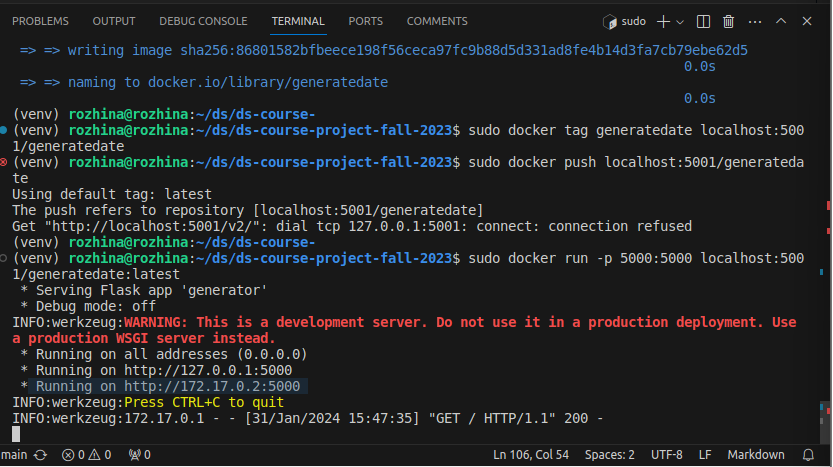 PROBLEMS OUTPUT DEBUG CONSOLE TERMINAL PORTS COMMENTS sudo
=> => writing image sha256:86801582bfbeece198f56ceca97fc9b88d5d331ad8fe4b14d3fa7cb79ebe62d5
0.0s
=> => naming to docker.io/library/generatedate
0.0s
(venv) rozhina@rozhina:~/ds/ds-course-
(venv) rozhina@rozhina:~/ds/ds-course-project-fall-2023$ sudo docker tag generatedate localhost:500
1/generatedate
(venv) rozhina@rozhina:~/ds/ds-course-project-fall-2023$ sudo docker push localhost:5001/generateda
te
Using default tag: latest
The push refers to repository [localhost:5001/generatedate]
Get "http://localhost:5001/v2/": dial tcp 127.0.0.1:5001: connect: connection refused
(venv) rozhina@rozhina:~/ds/ds-course-
(venv) rozhina@rozhina:~/ds/ds-course-project-fall-2023$ sudo docker run -p 5000:5000 localhost:500
1/generatedate:latest
* Serving Flask app 'generator'
* Debug mode: off
INFO:werkzeug:WARNING: This is a development server. Do not use it in a production deployment. Use
a production WSGI server instead.
* Running on all addresses (0.0.0.0)
* Running on http://127.0.0.1:5000
* Running on http://172.17.0.2:5000
INFO:werkzeug:Press CTRL+C to quit
INFO:werkzeug:172.17.0.1 - - [31/Jan/2024 15:47:35] "GET / HTTP/1.1" 200 -
main 0 0 0 Ln 106, Col 54 Spaces: 2 UTF-8 LF Markdown